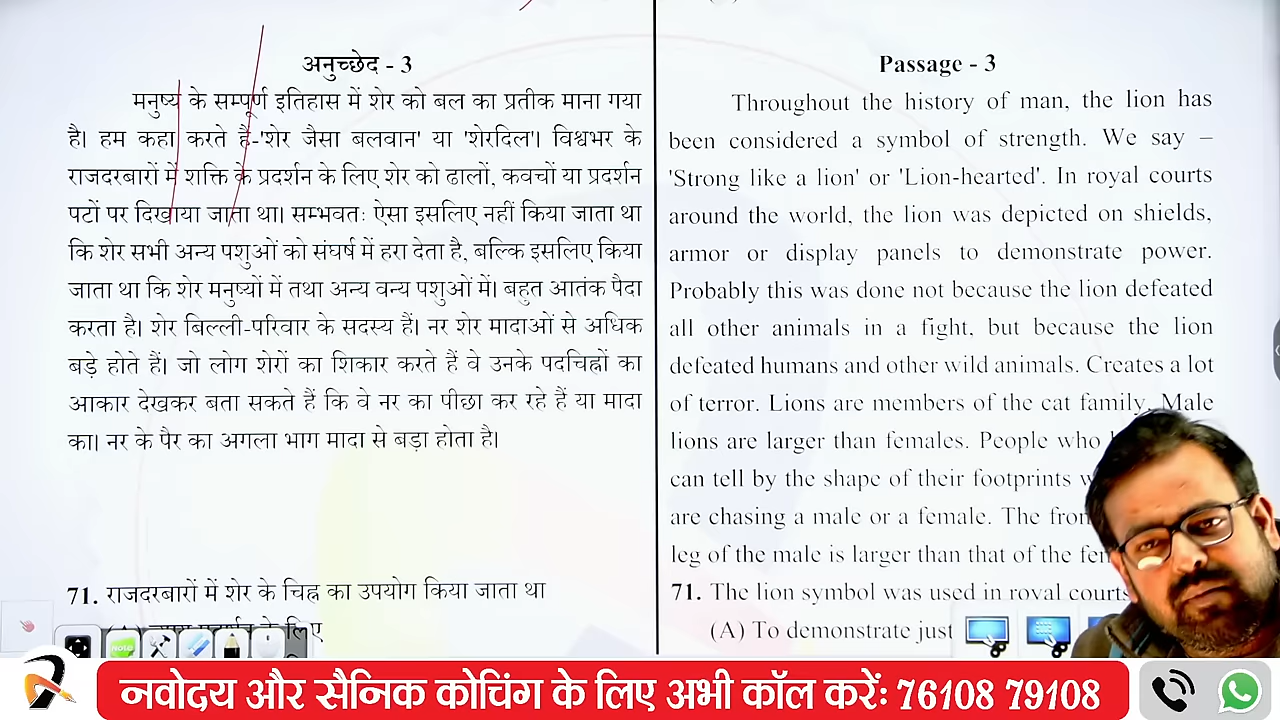 अनुच्छेद - 3
मनुष्य के सम्पूर्ण इतिहास में शेर को बल का प्रतीक माना गया
है। हम कहा करते है-'शेर जैसा बलवान' या 'शेरदिल'। विश्वभर के
राजदरबारों में शक्ति के प्रदर्शन के लिए शेर को ढालों, कवचों या प्रदर्शन
पटों पर दिखाया जाता था। सम्भवतः ऐसा इसलिए नहीं किया जाता था
कि शेर सभी अन्य पशुओं को संघर्ष में हरा देता है, बल्कि इसलिए किया
जाता था कि शेर मनुष्यों में तथा अन्य वन्य पशुओं में। बहुत आतंक पैदा
करता है। शेर बिल्ली-परिवार के सदस्य हैं। नर शेर मादाओं से अधिक
बड़े होते हैं। जो लोग शेरों का शिकार करते हैं वे उनके पदचिह्नों का
आकार देखकर बता सकते हैं कि वे नर का पीछा कर रहे हैं या मादा
का। नर के पैर का अगला भाग मादा से बड़ा होता है।
71. राजदरबारों में शेर के चिह्न का उपयोग किया जाता था
Passage - 3
Throughout the history of man, the lion has
been considered a symbol of strength. We say –
'Strong like a lion' or 'Lion-hearted'. In royal courts
around the world, the lion was depicted on shields,
armor or display panels to demonstrate power.
Probably this was done not because the lion defeated
all other animals in a fight, but because the lion
defeated humans and other wild animals. Creates a lot
of terror. Lions are members of the cat family. Male
lions are larger than females. People who
can tell by the shape of their footprints
are chasing a male or a female. The
leg of the male is larger than that of the
71. The lion symbol was used in royal courts
(A) To demonstrate just
नवोदय और सैनिक कोचिंग के लिए अभी कॉल करेंः 76108 79108